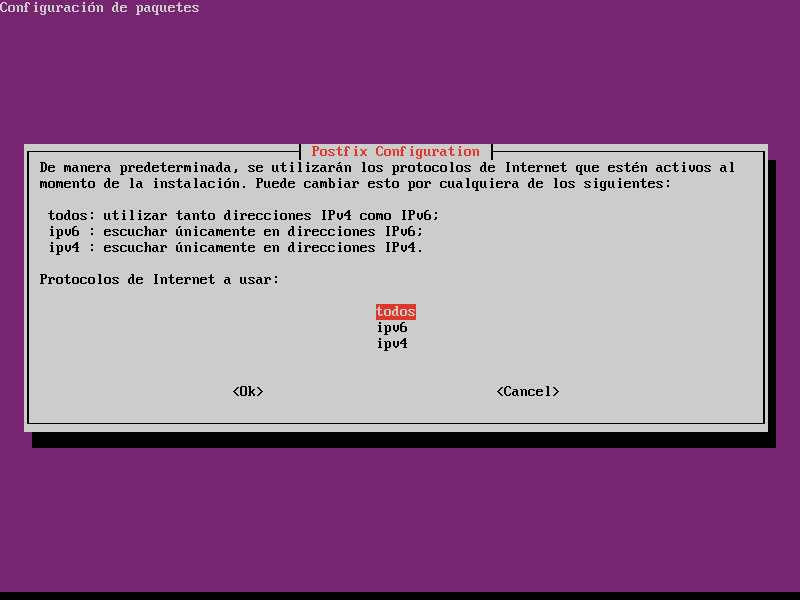 Configuración de paquetes
Postfix Configuration
De manera predeterminada, se utilizarán los protocolos de Internet que estén activos al
momento de la instalación. Puede cambiar esto por cualquiera de los siguientes:
todos: utilizar tanto direcciones IPv4 como IPv6;
ipv6 : escuchar únicamente en direcciones IPv6;
ipv4 : escuchar únicamente en direcciones IPv4.
Protocolos de Internet a usar:
todos
ipv6
ipv4
<Ok> <Cancel>